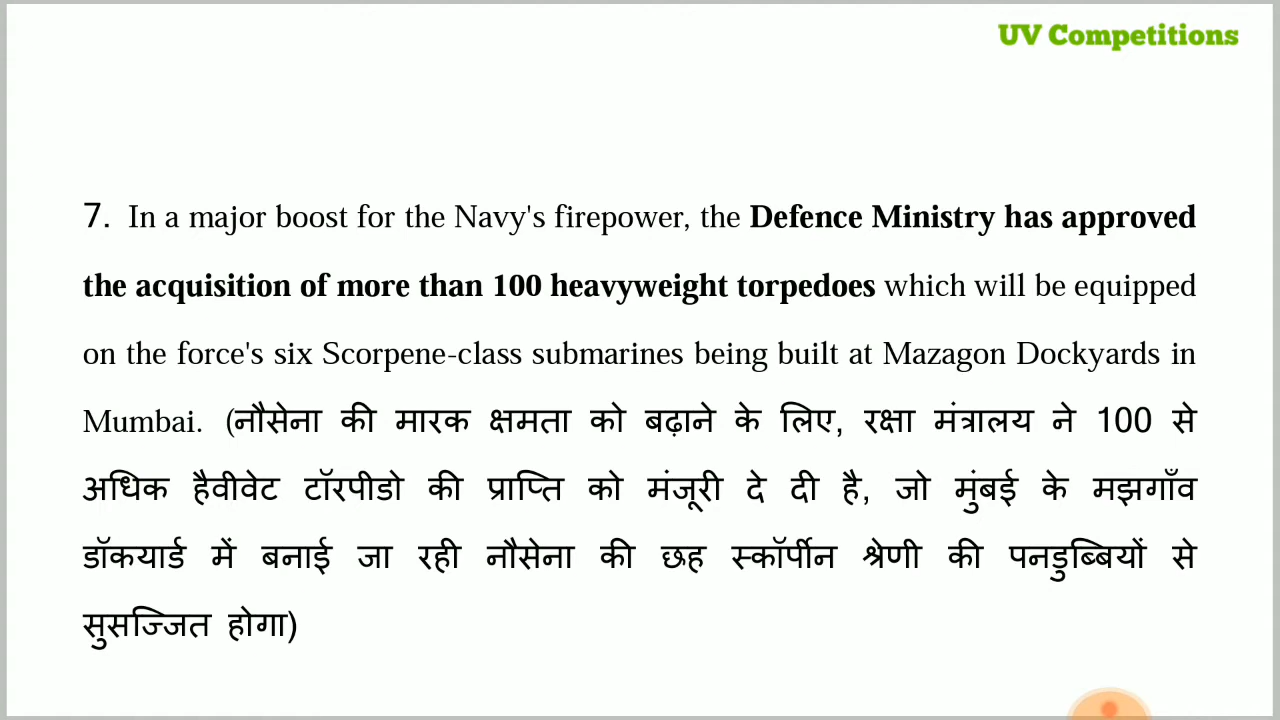 UV Competitions
7. In a major boost for the Navy's firepower, the Defence Ministry has approved
the acquisition of more than 100 heavyweight torpedoes which will be equipped
on the force's six Scorpene-class submarines being built at Mazagon Dockyards in
Mumbai. (नौसेना की मारक क्षमता को बढ़ाने के लिए, रक्षा मंत्रालय ने 100 से
अधिक हैवीवेट टॉरपीडो की प्राप्ति को मंजूरी दे दी है, जो मुंबई के मझगाँव
डॉकयार्ड में बनाई जा रही नौसेना की छह स्कॉर्पीन श्रेणी की पनडुब्बियों से
सुसज्जित होगा)